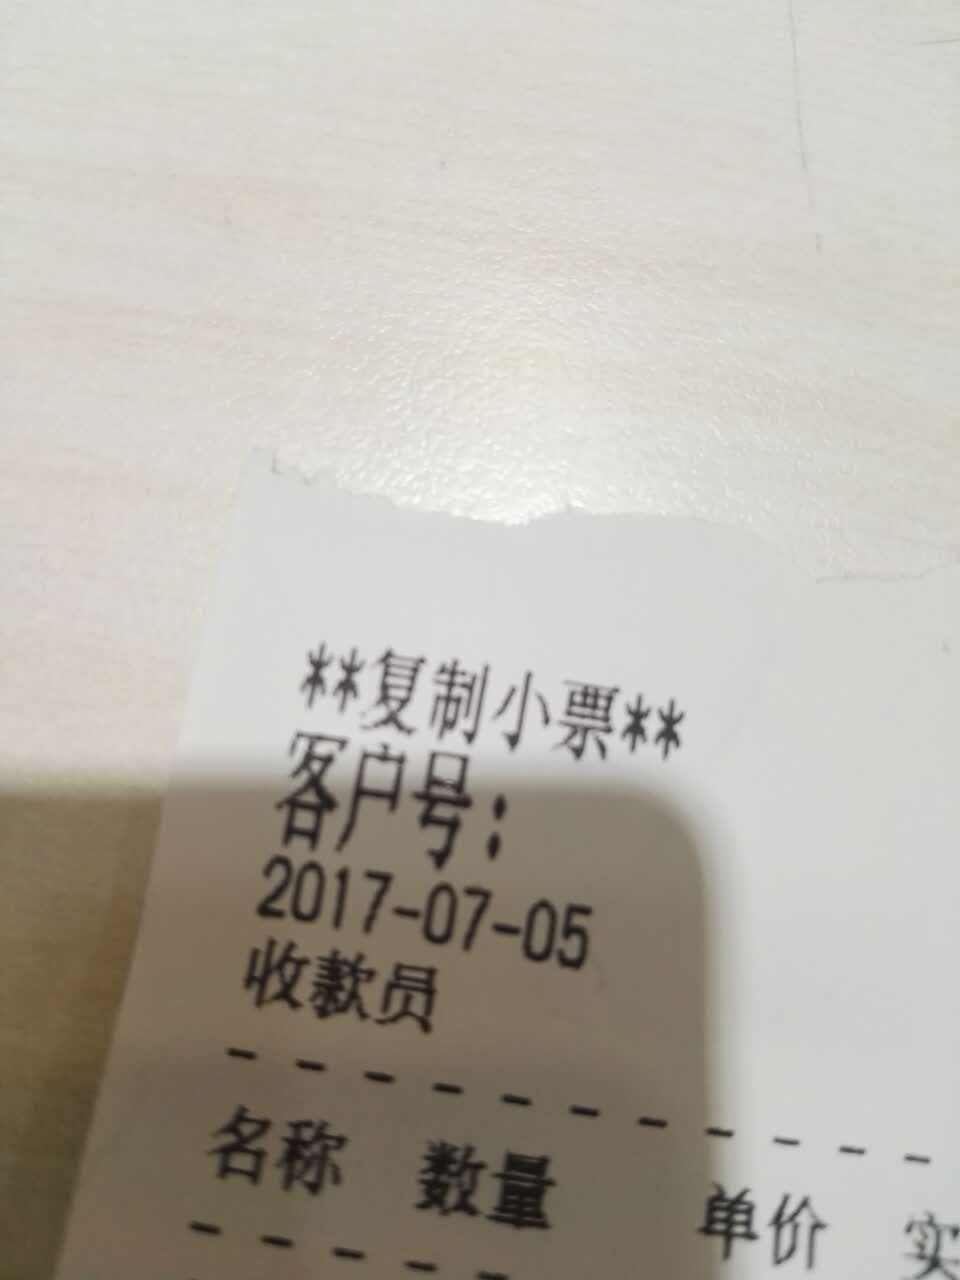 **复制小票**
客户号：
2017-07-05
收款员
- - - - - - - - - - -
名称 数量 单价 实
- - - - -